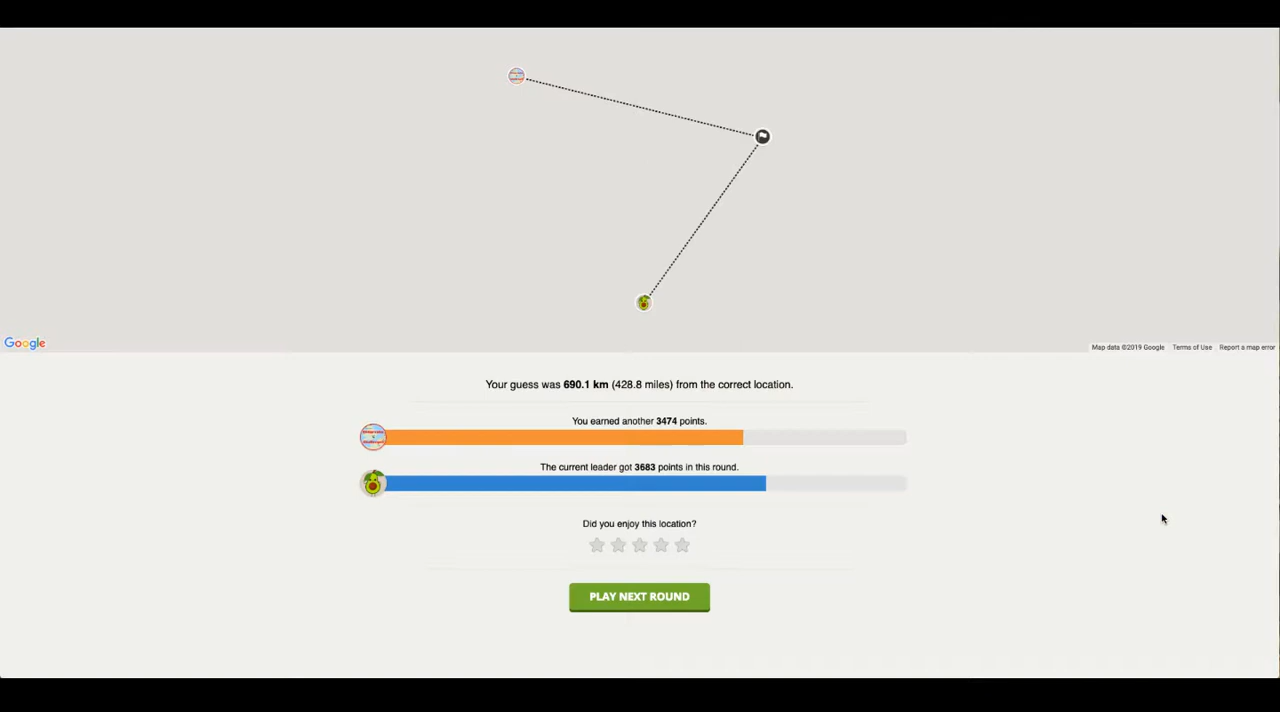 Google
Map data ©2019 Google Terms of Use Report a map error
Your guess was 690.1 km (428.8 miles) from the correct location.
You earned another 3474 points.
The current leader got 3683 points in this round.
Did you enjoy this location?
PLAY NEXT ROUND